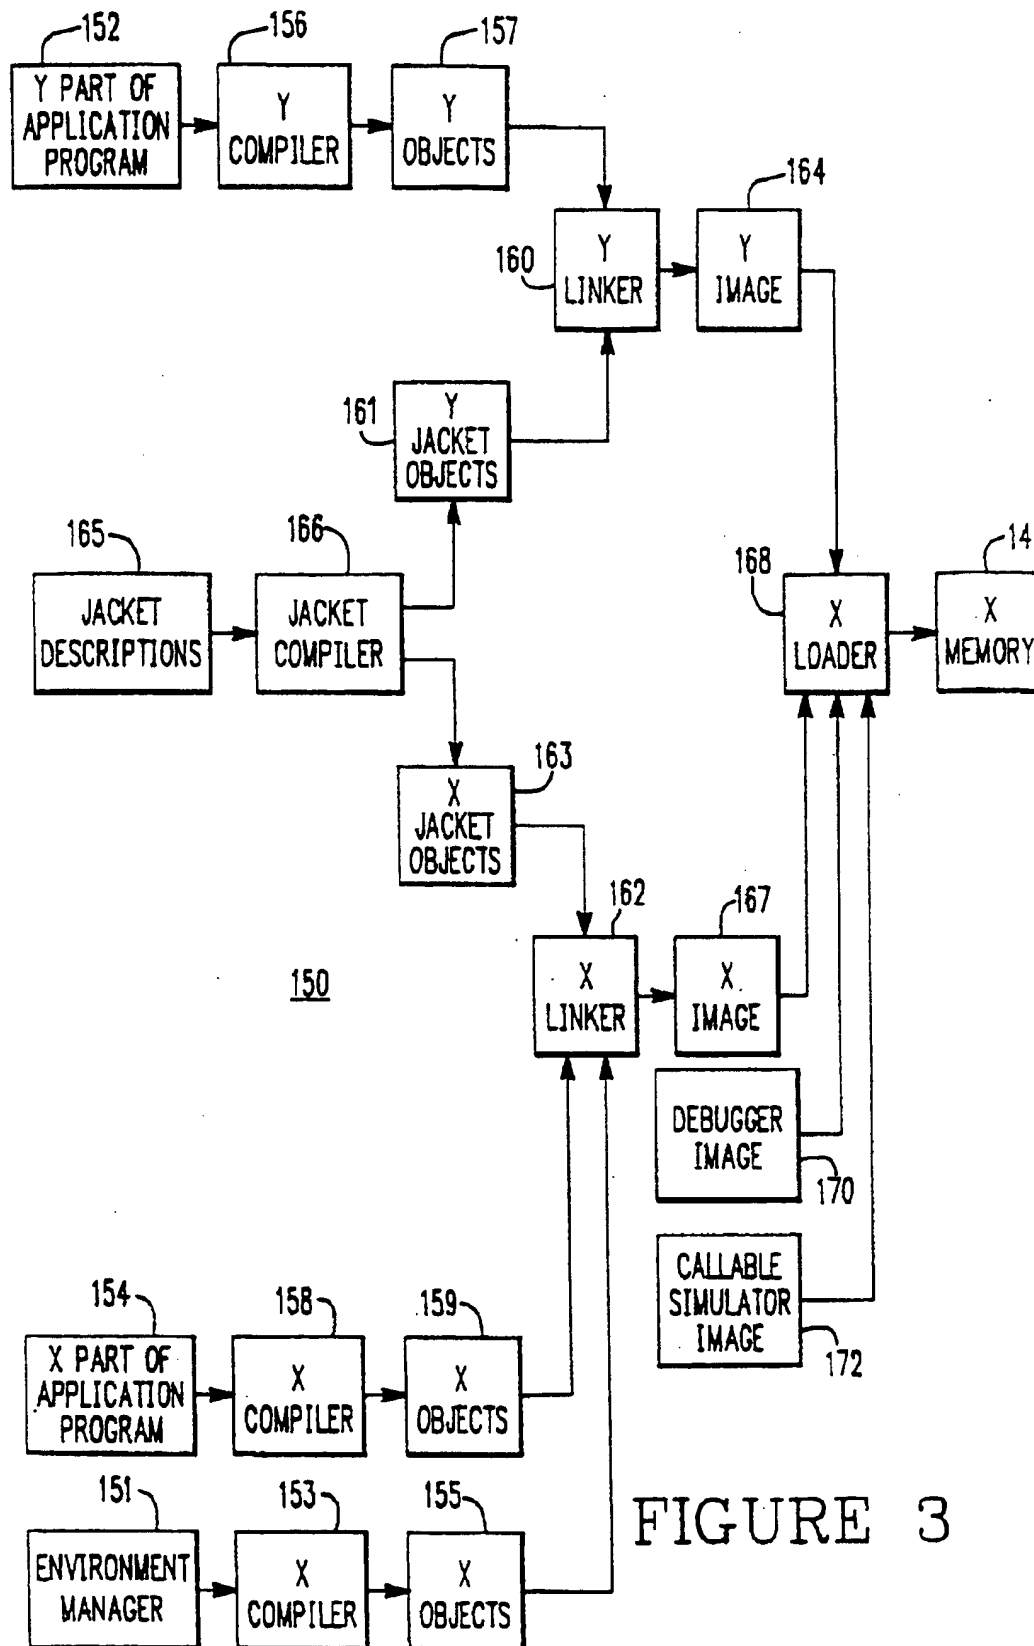 152
156
157
Y PART OF
APPLICATION
PROGRAM
Y
COMPILER
Y
OBJECTS
164
160
Y
LINKER
Y
IMAGE
161
Y
JACKET
OBJECTS
165
166
168
14
JACKET
DESCRIPTIONS
JACKET
COMPILER
X
LOADER
X
MEMORY
163
X
JACKET
OBJECTS
162
167
150
X
LINKER
X
IMAGE
DEBUGGER
IMAGE
170
CALLABLE
SIMULATOR
IMAGE
172
154
158
159
X PART OF
APPLICATION
PROGRAM
X
COMPILER
X
OBJECTS
151
153
155
ENVIRONMENT
MANAGER
X
COMPILER
X
OBJECTS
FIGURE 3